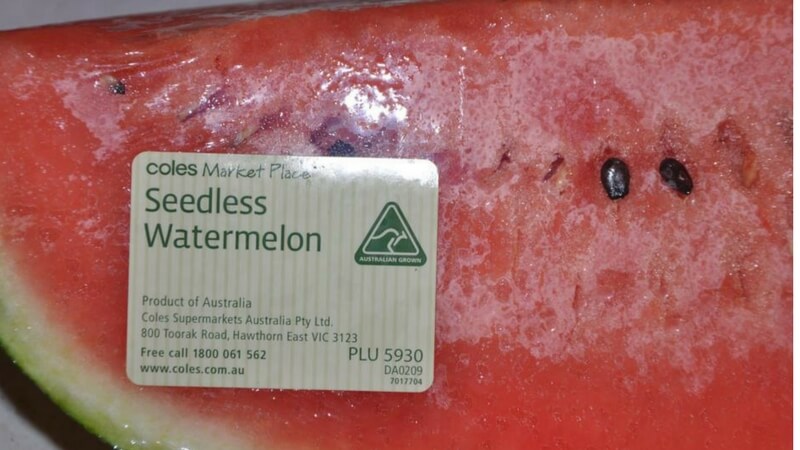 coles Market Place
Seedless
Watermelon
AUSTRALIAN GROWN
Product of Australia
Coles Supermarkets Australia Pty Ltd.
800 Toorak Road, Hawthorn East VIC 3123
Free call 1800 061 562
PLU 5930
www.coles.com.au
DA0209
7017704